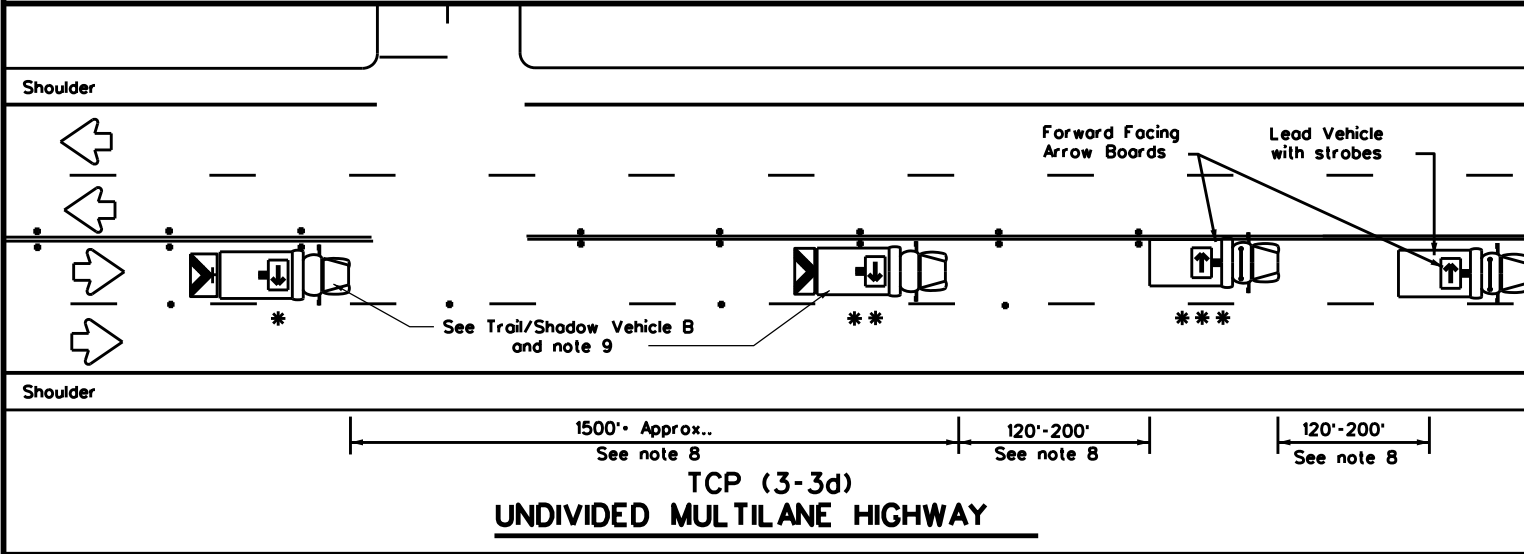 Shoulder
Forward Facing
Arrow Boards
Lead Vehicle
with strobes
*
* *
* * *
See Trail/Shadow Vehicle B
and note 9
Shoulder
1500'• Approx..
See note 8
120'-200'
See note 8
120'-200'
See note 8
TCP (3-3d)
UNDIVIDED MULTILANE HIGHWAY